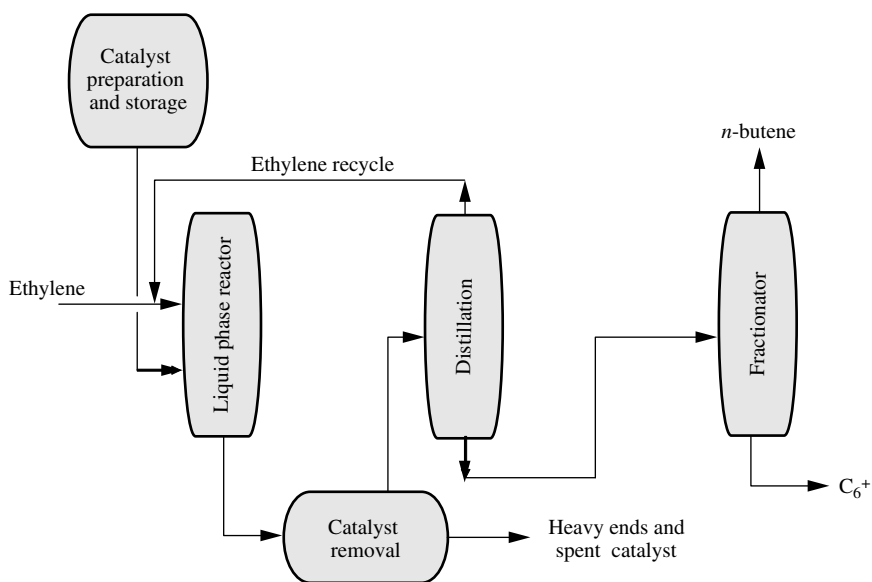 Catalyst
preparation
and storage
n-butene
Ethylene recycle
Ethylene
Liquid phase reactor
Distillation
Fractionator
C₆⁺
Catalyst
removal
Heavy ends and
spent catalyst